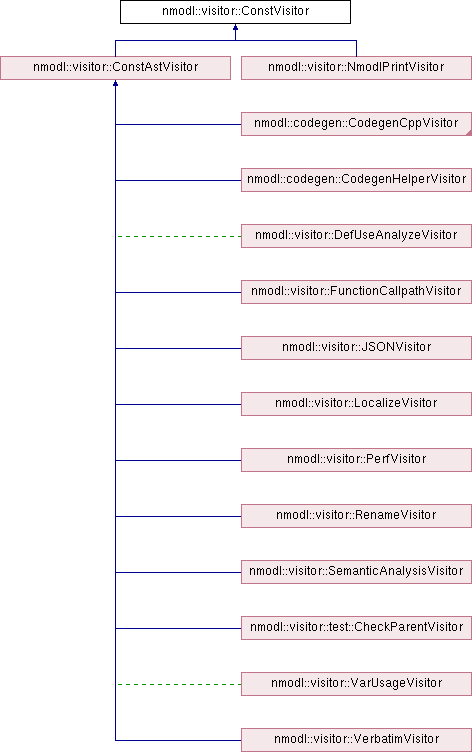 nmodl::visitor::ConstVisitor
nmodl::visitor::ConstAstVisitor
nmodl::visitor::NmodlPrintVisitor
nmodl::codegen::CodegenCppVisitor
nmodl::codegen::CodegenHelperVisitor
nmodl::visitor::DefUseAnalyzeVisitor
nmodl::visitor::FunctionCallpathVisitor
nmodl::visitor::JSONVisitor
nmodl::visitor::LocalizeVisitor
nmodl::visitor::PerfVisitor
nmodl::visitor::RenameVisitor
nmodl::visitor::SemanticAnalysisVisitor
nmodl::visitor::test::CheckParentVisitor
nmodl::visitor::VarUsageVisitor
nmodl::visitor::VerbatimVisitor